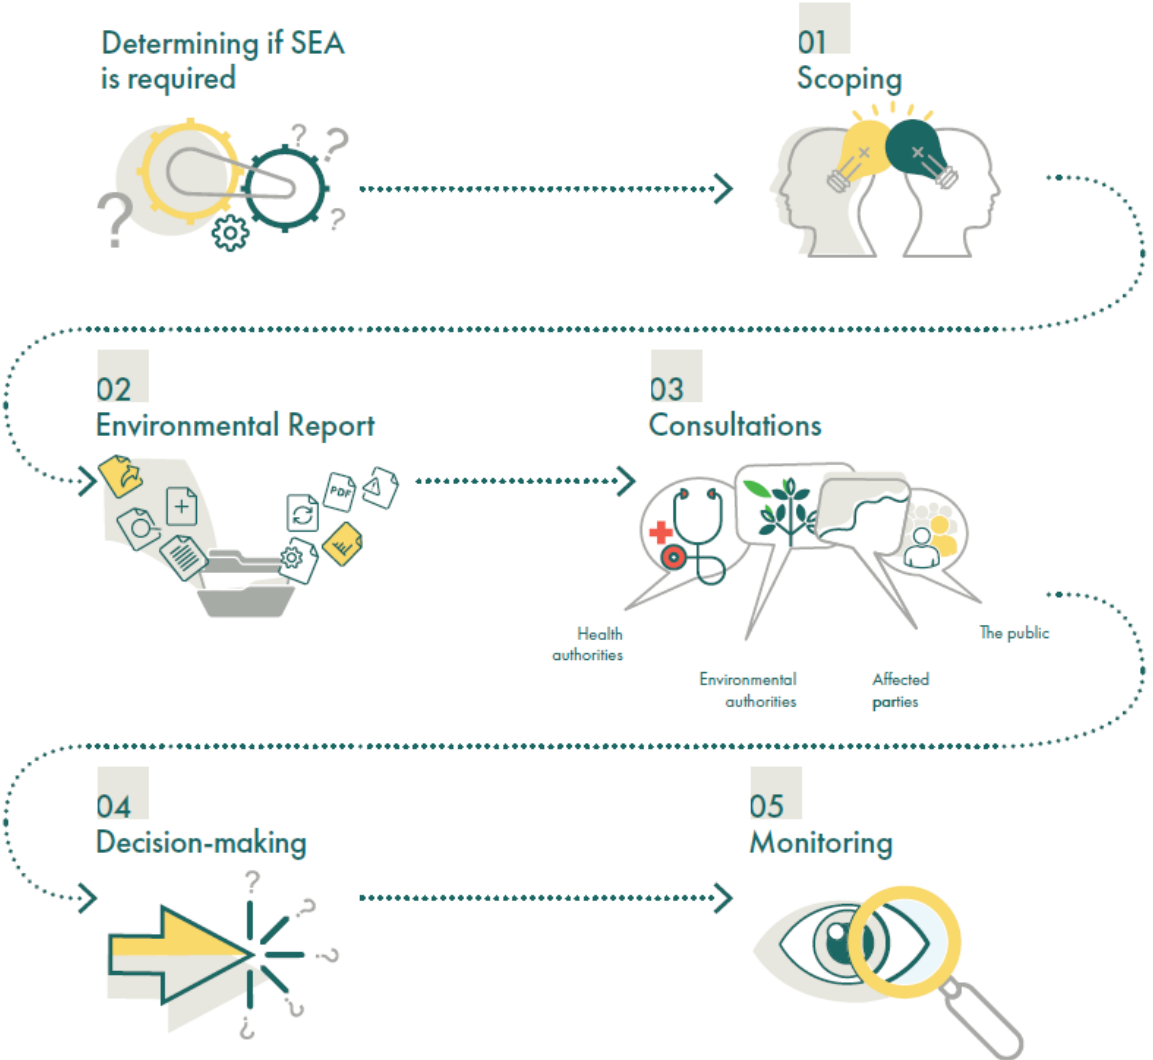 Determining if SEA
is required
01
Scoping
? ? ? ?
02
Environmental Report
PDF
03
Consultations
Health
authorities
Environmental
authorities
Affected
parties
The public
04
Decision-making
? ? ? ? ?
05
Monitoring